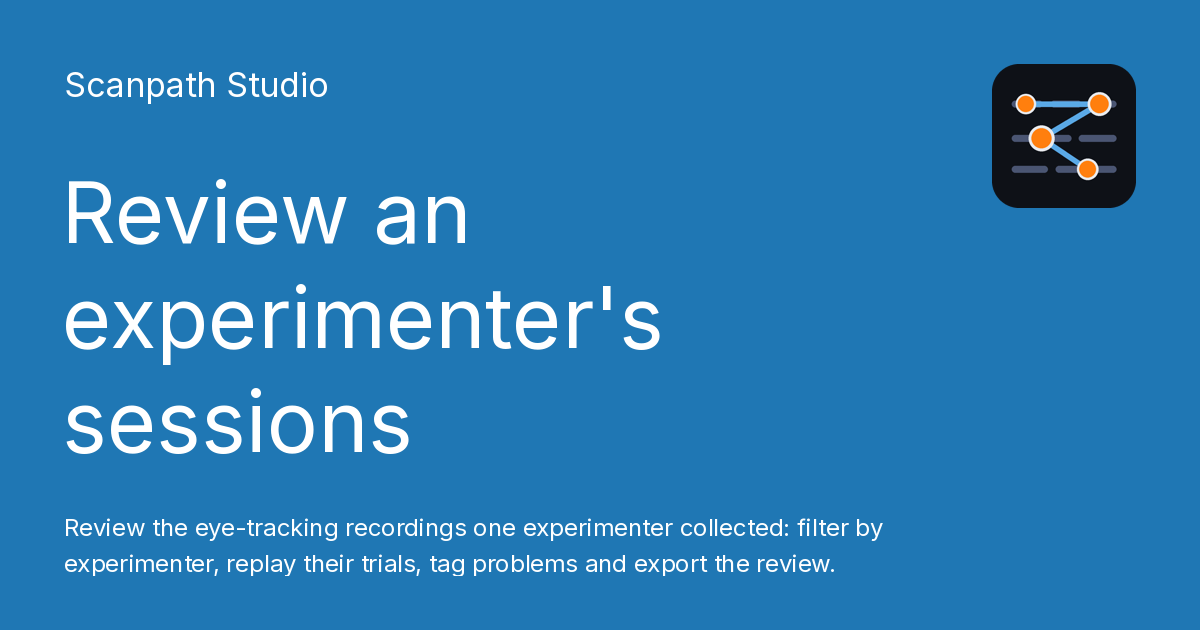 Scanpath Studio
Review an
experimenter's
sessions
Review the eye-tracking recordings one experimenter collected: filter by
experimenter, replay their trials, tag problems and export the review.